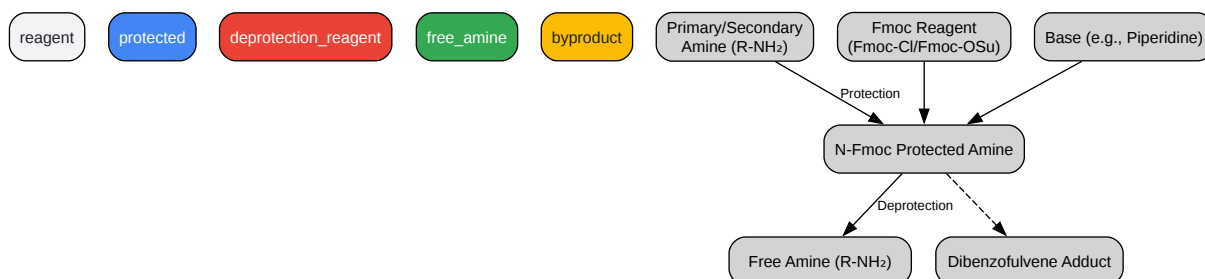 reagent
protected
deprotection_reagent
free_amine
byproduct
Primary/Secondary
Amine (R-NH₂)
Fmoc Reagent
(Fmoc-Cl/Fmoc-OSu)
Base (e.g., Piperidine)
Protection
N-Fmoc Protected Amine
Deprotection
Free Amine (R-NH₂)
Dibenzofulvene Adduct